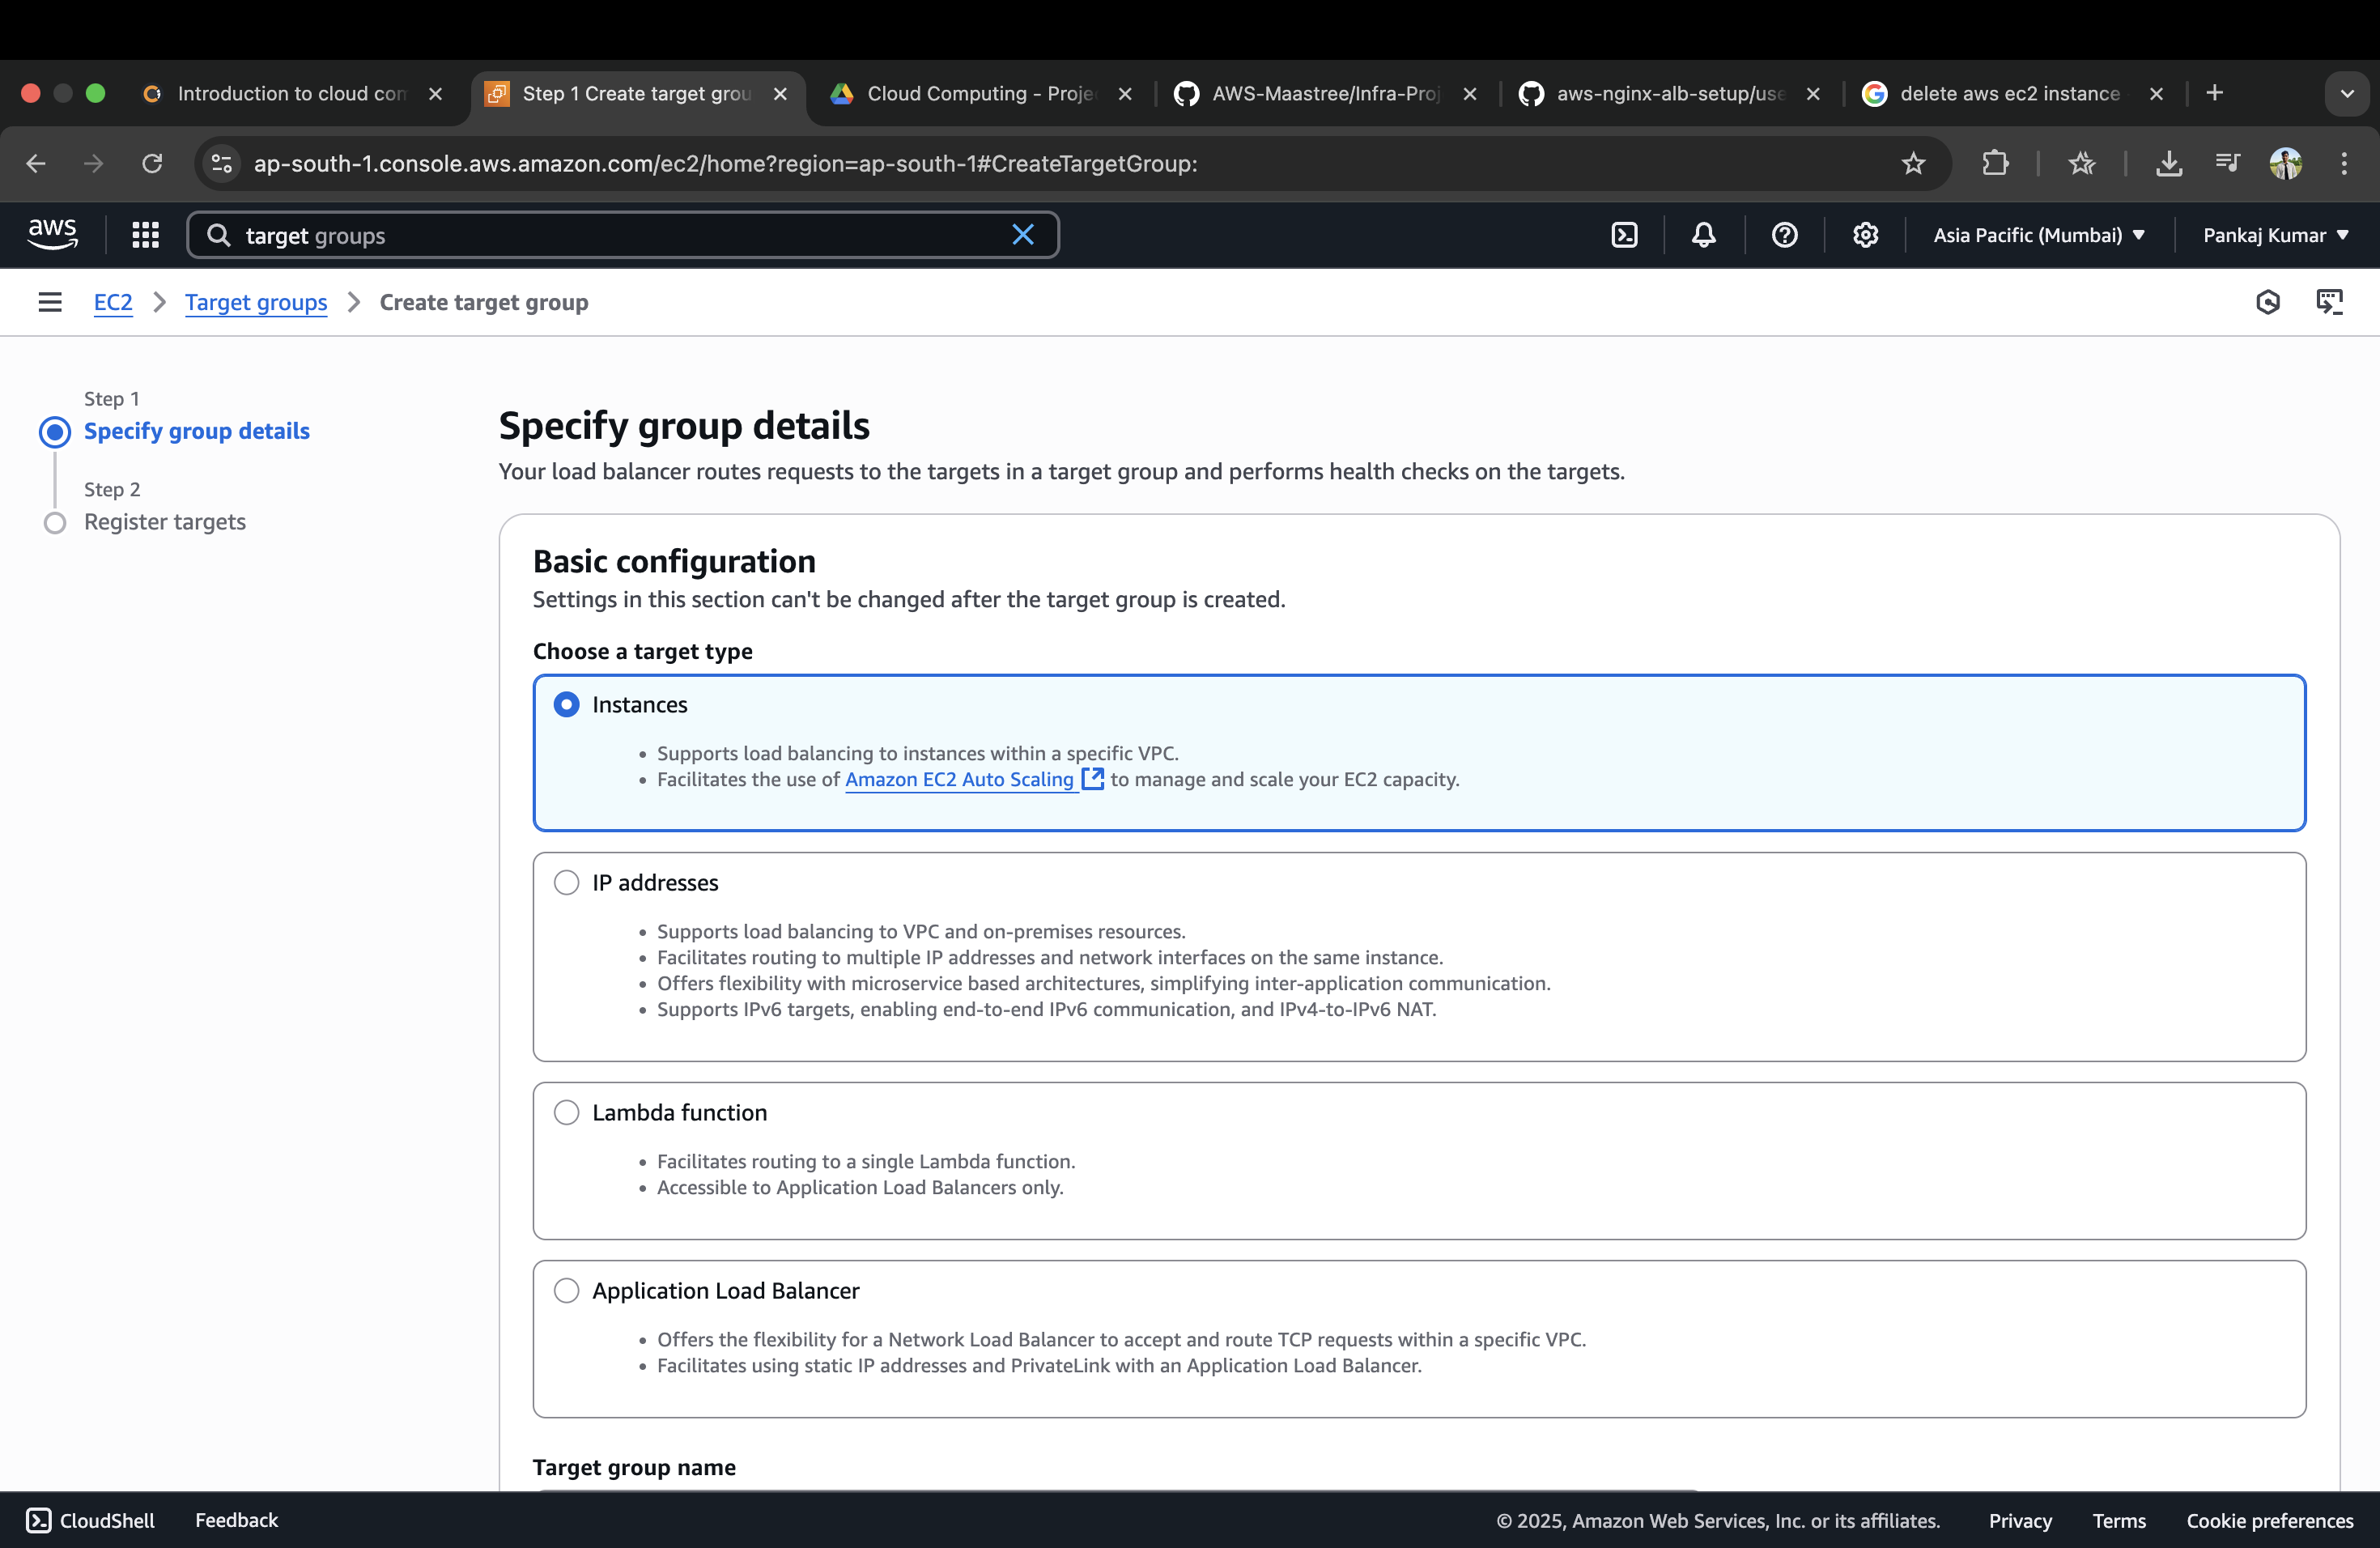 Introduction to cloud con
Step 1 Create target grou
Cloud Computing - Proje
AWS-Maastree/Infra-Proj
aws-nginx-alb-setup/use
delete aws ec2 instance
ap-south-1.console.aws.amazon.com/ec2/home?region=ap-south-1#CreateTargetGroup:
aws
target groups
Asia Pacific (Mumbai)
Pankaj Kumar
EC2
Target groups
Create target group
Step 1
Specify group details
Step 2
Register targets
Specify group details
Your load balancer routes requests to the targets in a target group and performs health checks on the targets.
Basic configuration
Settings in this section can't be changed after the target group is created.
Choose a target type
Instances
• Supports load balancing to instances within a specific VPC.
• Facilitates the use of Amazon EC2 Auto Scaling to manage and scale your EC2 capacity.
IP addresses
• Supports load balancing to VPC and on-premises resources.
• Facilitates routing to multiple IP addresses and network interfaces on the same instance.
• Offers flexibility with microservice based architectures, simplifying inter-application communication.
• Supports IPv6 targets, enabling end-to-end IPv6 communication, and IPv4-to-IPv6 NAT.
Lambda function
• Facilitates routing to a single Lambda function.
• Accessible to Application Load Balancers only.
Application Load Balancer
• Offers the flexibility for a Network Load Balancer to accept and route TCP requests within a specific VPC.
• Facilitates using static IP addresses and PrivateLink with an Application Load Balancer.
Target group name
CloudShell
Feedback
© 2025, Amazon Web Services, Inc. or its affiliates.
Privacy
Terms
Cookie preferences